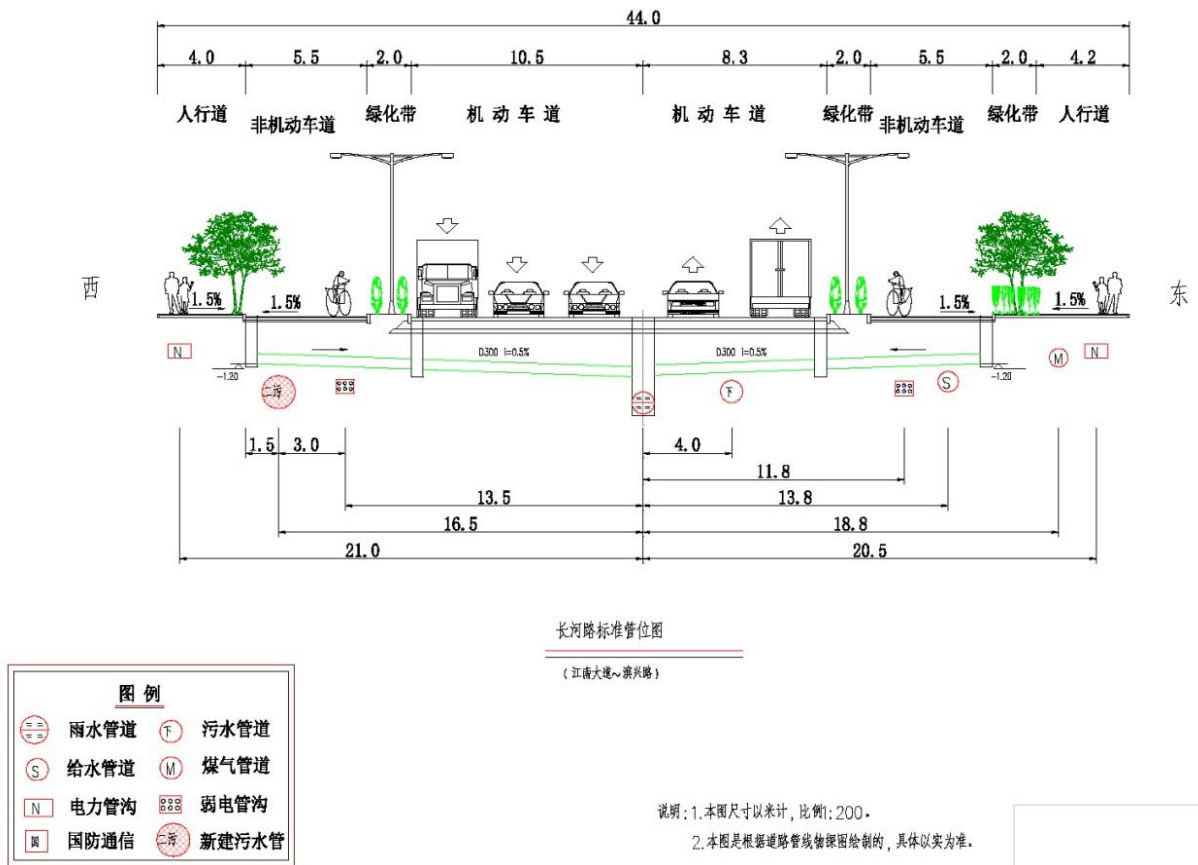 44.0
4.0 5.5 2.0 10.5 8.3 2.0 5.5 2.0 4.2
人行道 非机动车道 绿化带 机动车道 机动车道 绿化带 非机动车道 绿化带 人行道
西 东
1.5% 1.5% 1.5% 1.5%
D300 i=0.5% D300 i=0.5%
N M N
-1.20 二污 下 S -1.20
1.5 3.0 4.0
11.8
13.5 13.8
16.5 18.8
21.0 20.5
长河路标准管位图
(江南大道~滨兴路)
图例
雨水管道 下 污水管道
S 给水管道 M 煤气管道
N 电力管沟 弱电管沟
国防通信 二污 新建污水管
说明:1.本图尺寸以米计,比例1:200。
2.本图是根据道路管线物探图绘制的,具体以实为准。